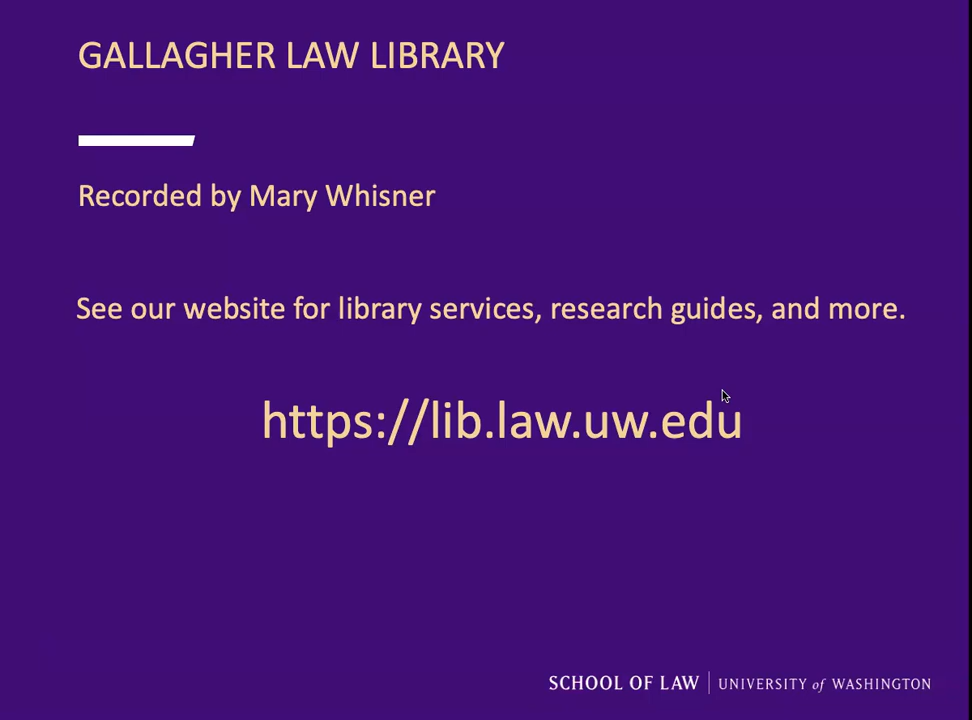 GALLAGHER LAW LIBRARY
Recorded by Mary Whisner
See our website for library services, research guides, and more.
https://lib.law.uw.edu
SCHOOL OF LAW | UNIVERSITY of WASHINGTON